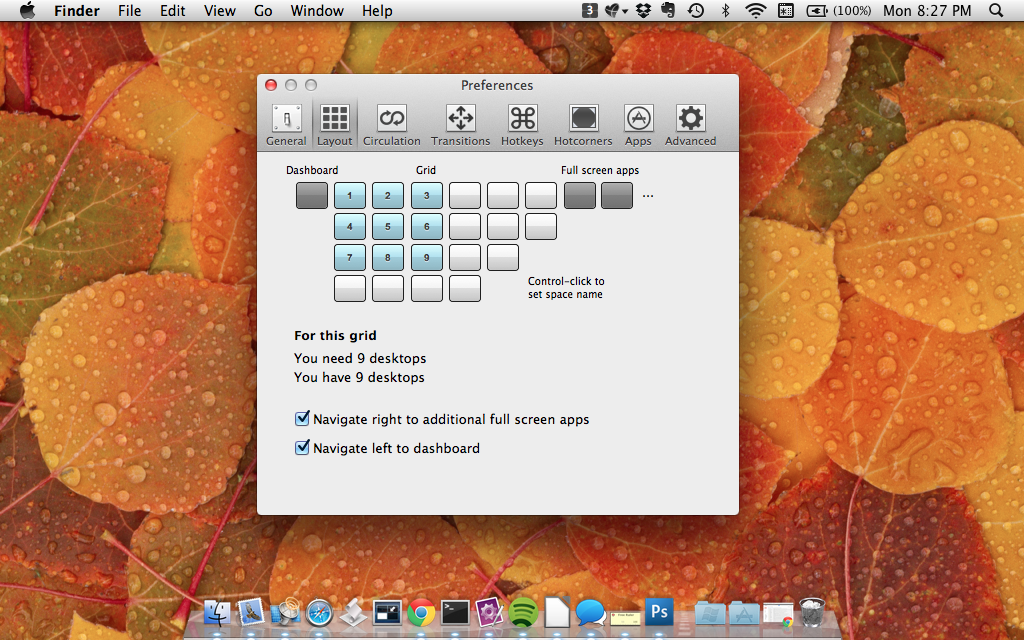 Finder File Edit View Go Window Help 3 (100%) Mon 8:27 PM
Preferences
General Layout Circulation Transitions Hotkeys Hotcorners Apps Advanced
Dashboard Grid Full screen apps
1 2 3 ...
4 5 6
7 8 9
Control-click to
set space name
For this grid
You need 9 desktops
You have 9 desktops
Navigate right to additional full screen apps
Navigate left to dashboard
Ps